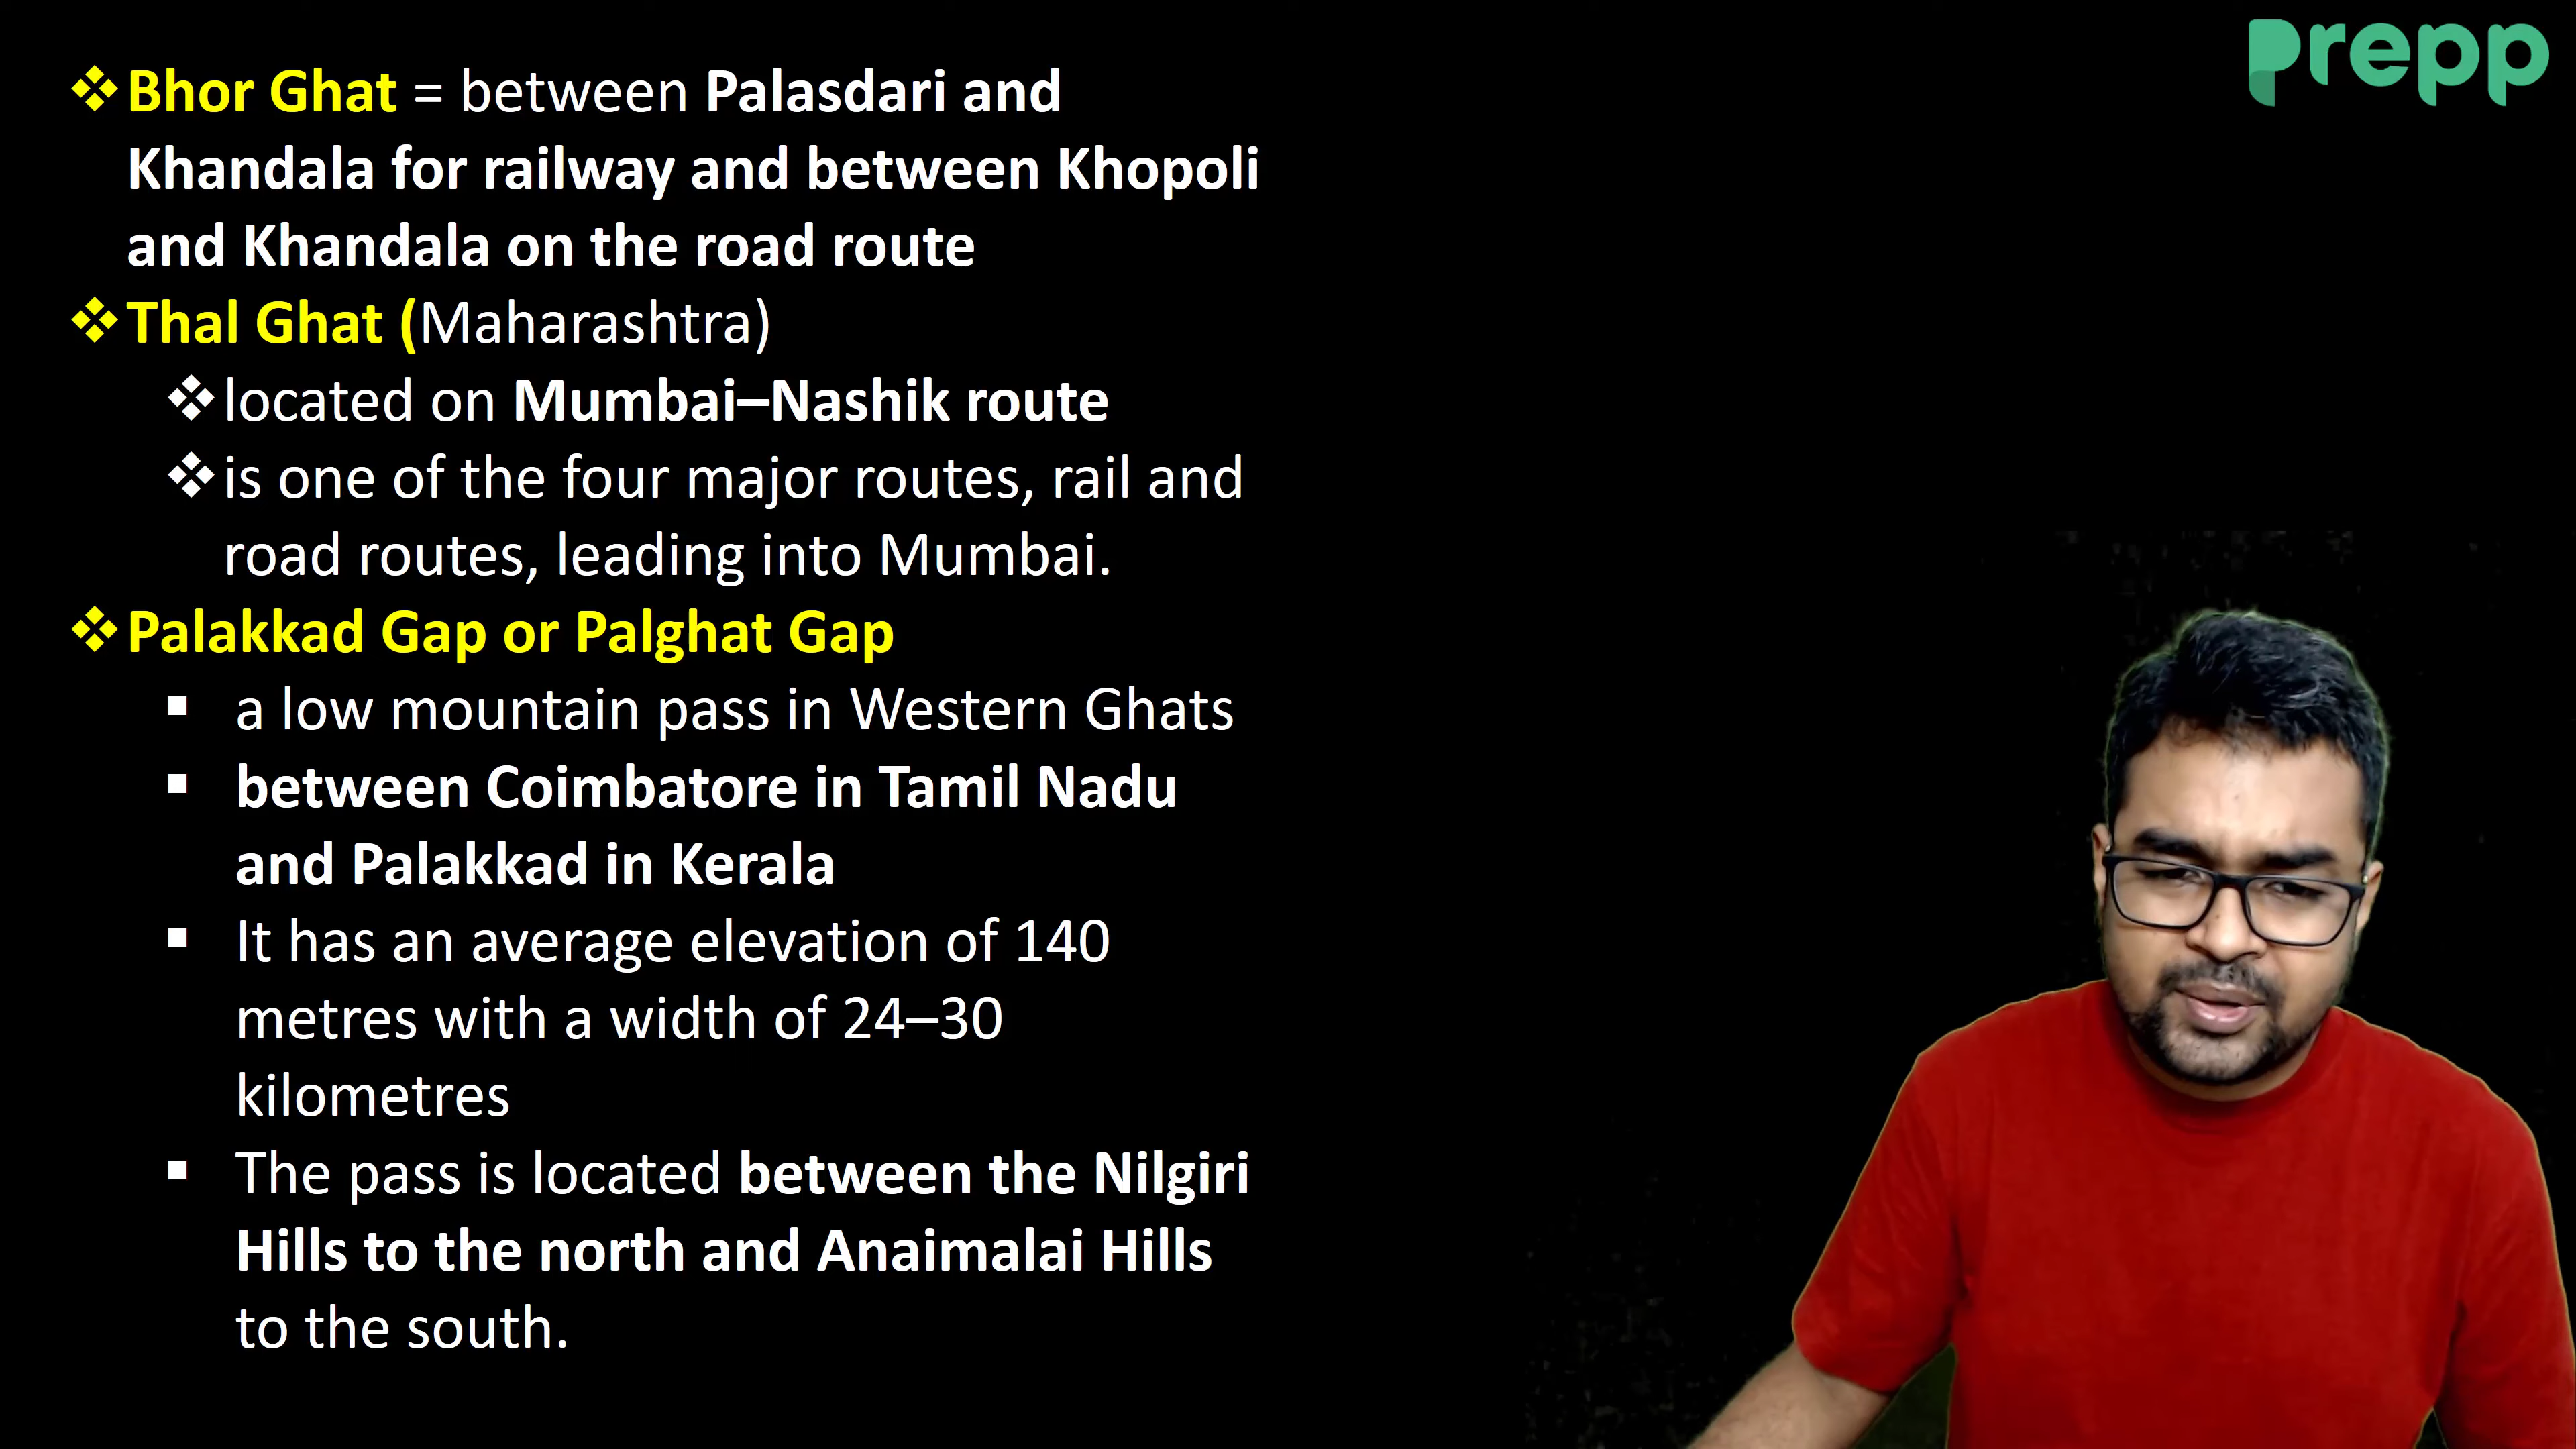 prepp
❖Bhor Ghat = between Palasdari and
Khandala for railway and between Khopoli
and Khandala on the road route
❖Thal Ghat (Maharashtra)
❖located on Mumbai–Nashik route
❖is one of the four major routes, rail and
road routes, leading into Mumbai.
❖Palakkad Gap or Palghat Gap
▪ a low mountain pass in Western Ghats
▪ between Coimbatore in Tamil Nadu
and Palakkad in Kerala
▪ It has an average elevation of 140
metres with a width of 24–30
kilometres
▪ The pass is located between the Nilgiri
Hills to the north and Anaimalai Hills
to the south.